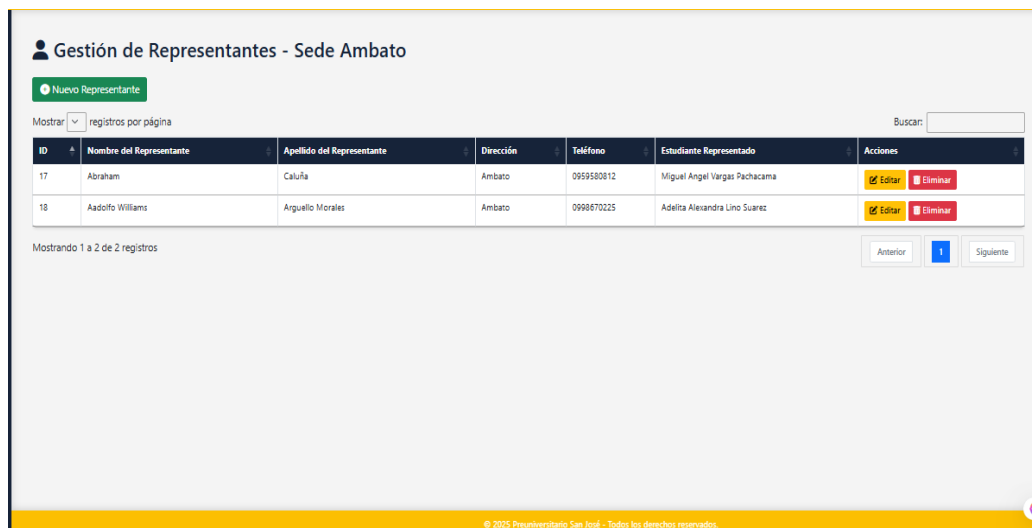 Gestión de Representantes - Sede Ambato
Nuevo Representante
Mostrar registros por página Buscar:
ID Nombre del Representante Apellido del Representante Dirección Teléfono Estudiante Representado Acciones
17 Abraham Caluña Ambato 0959580812 Miguel Angel Vargas Pachacama Editar Eliminar
18 Aadolfo Williams Arguello Morales Ambato 0998670225 Adelita Alexandra Lino Suarez Editar Eliminar
Mostrando 1 a 2 de 2 registros Anterior 1 Siguiente
© 2025 Preuniversitario San José - Todos los derechos reservados.